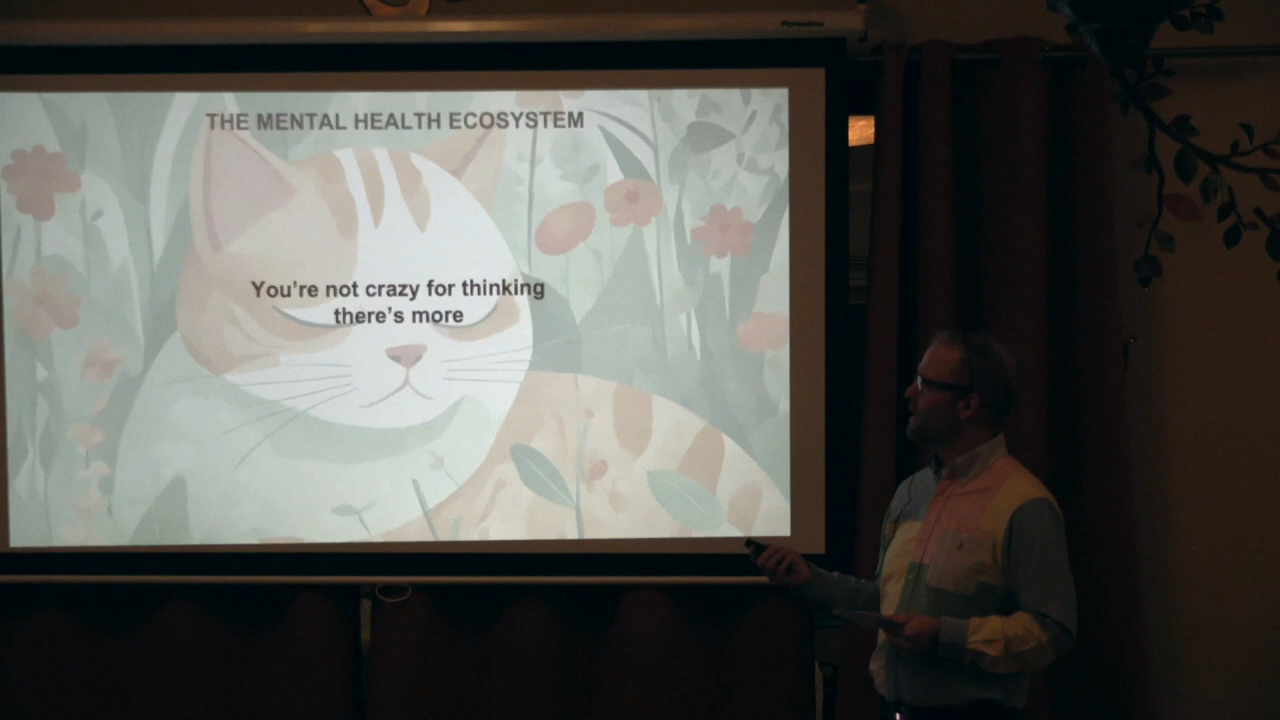 THE MENTAL HEALTH ECOSYSTEM
You're not crazy for thinking
there's more